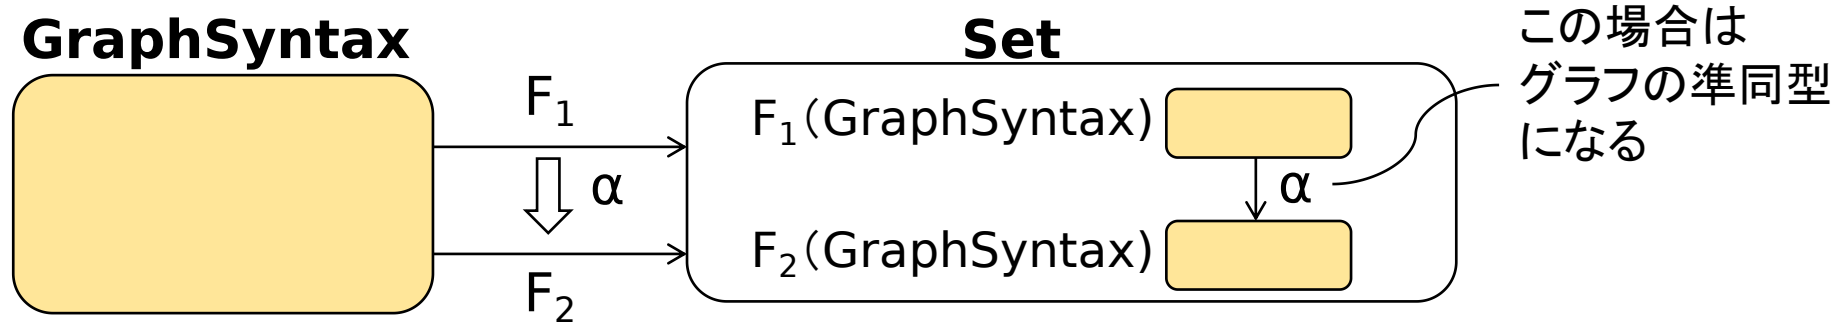 GraphSyntax
Set
この場合は
グラフの準同型
になる
F₁
α
F₂
F₁（GraphSyntax)
α
F₂（GraphSyntax)